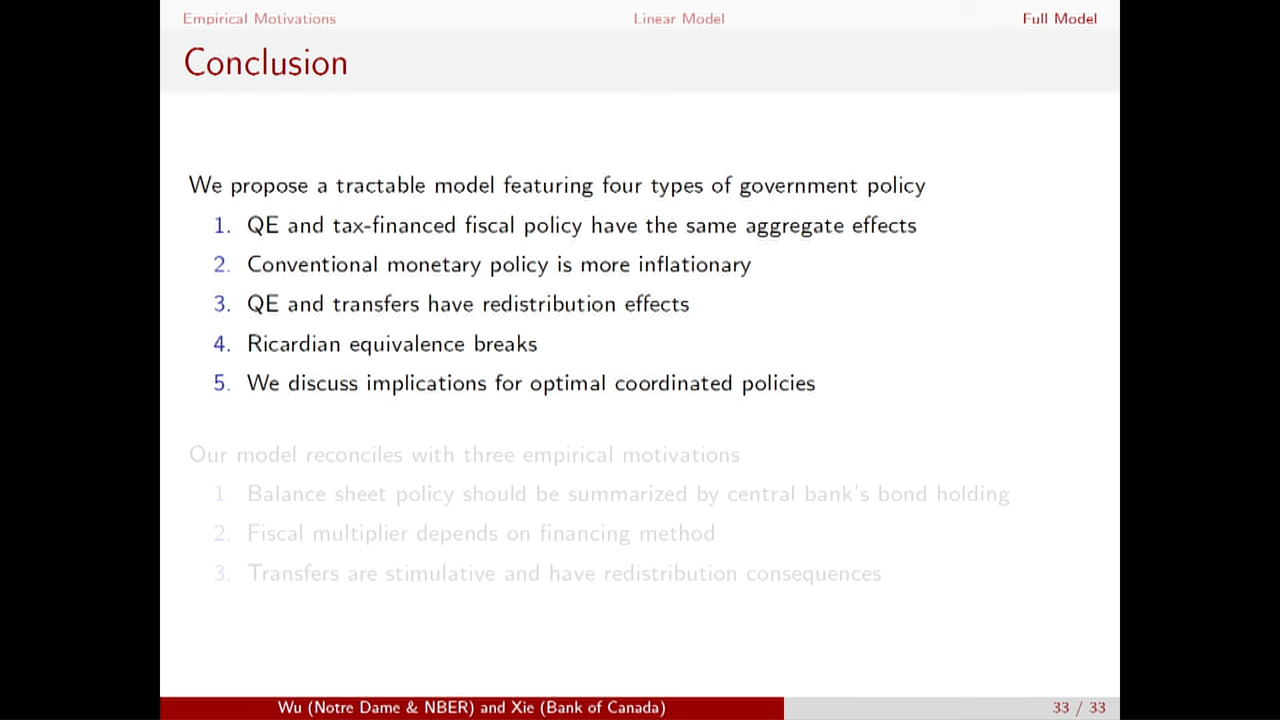 Empirical Motivations Linear Model Full Model
Conclusion
We propose a tractable model featuring four types of government policy
1. QE and tax-financed fiscal policy have the same aggregate effects
2. Conventional monetary policy is more inflationary
3. QE and transfers have redistribution effects
4. Ricardian equivalence breaks
5. We discuss implications for optimal coordinated policies
Our model reconciles with three empirical motivations
1. Balance sheet policy should be summarized by central bank's bond holding
2. Fiscal multiplier depends on financing method
3. Transfers are stimulative and have redistribution consequences
Wu (Notre Dame & NBER) and Xie (Bank of Canada) 33 / 33